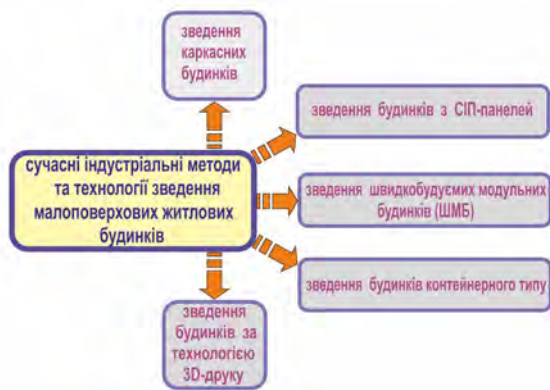 зведення
каркасних
будинків
зведення будинків з СІП-панелей
сучасні індустріальні методи
та технології зведення
малоповерхових житлових
будинків
зведення швидкобудуємих модульних
будинків (ШМБ)
зведення будинків контейнерного типу
зведення
будинків за
технологією
3D-друку